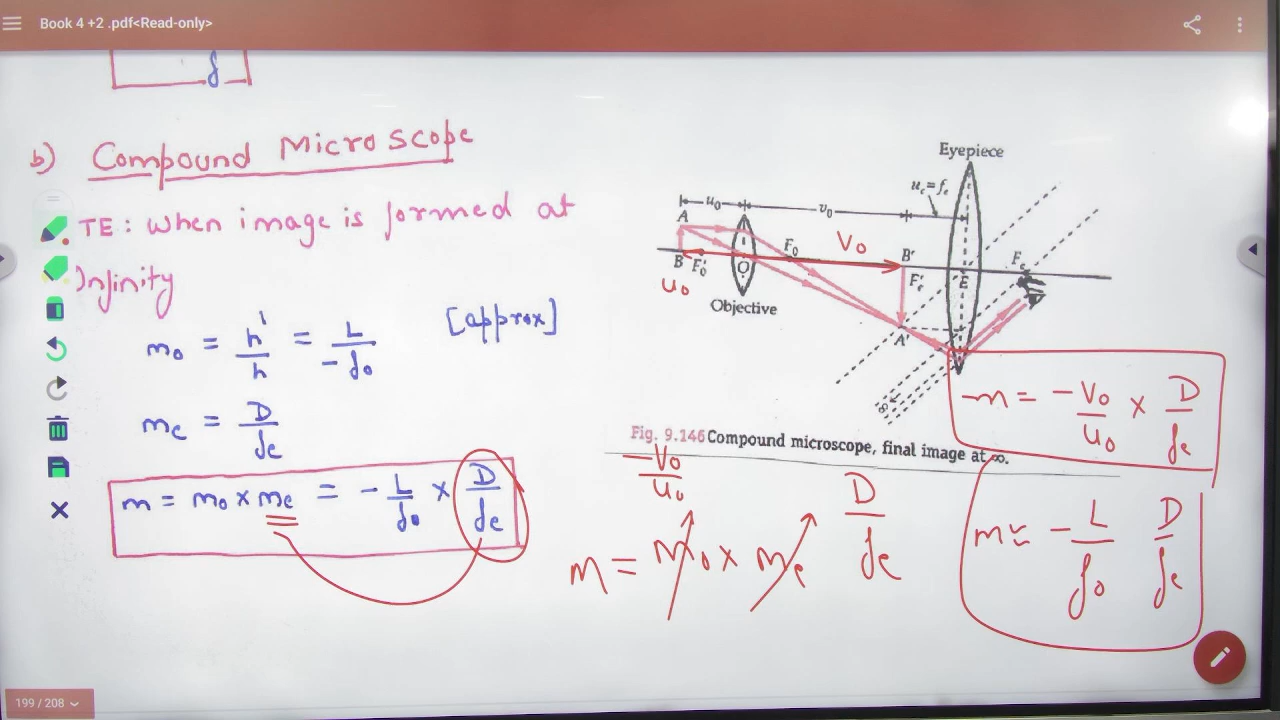 Book 4 +2 .pdf<Read-only>
f
b) Compound Microscope
TE : when image is formed at
Infinity
m₀ = h'/h = L/-f₀ [approx]
mₑ = D/fₑ
m = m₀ × mₑ = - L/f₀ × D/fₑ
Eyepiece
uₑ = fₑ
u₀ v₀
A
V₀
B F₀' O F₀ B' Fₑ' E Fₑ
u₀
Objective
A'
∞
Fig. 9.146 Compound microscope, final image at ∞.
-m = -V₀/u₀ × D/fₑ
-V₀/u₀ D/fₑ
m = m₀ × mₑ
m ≃ - L/f₀ D/fₑ
199 / 208